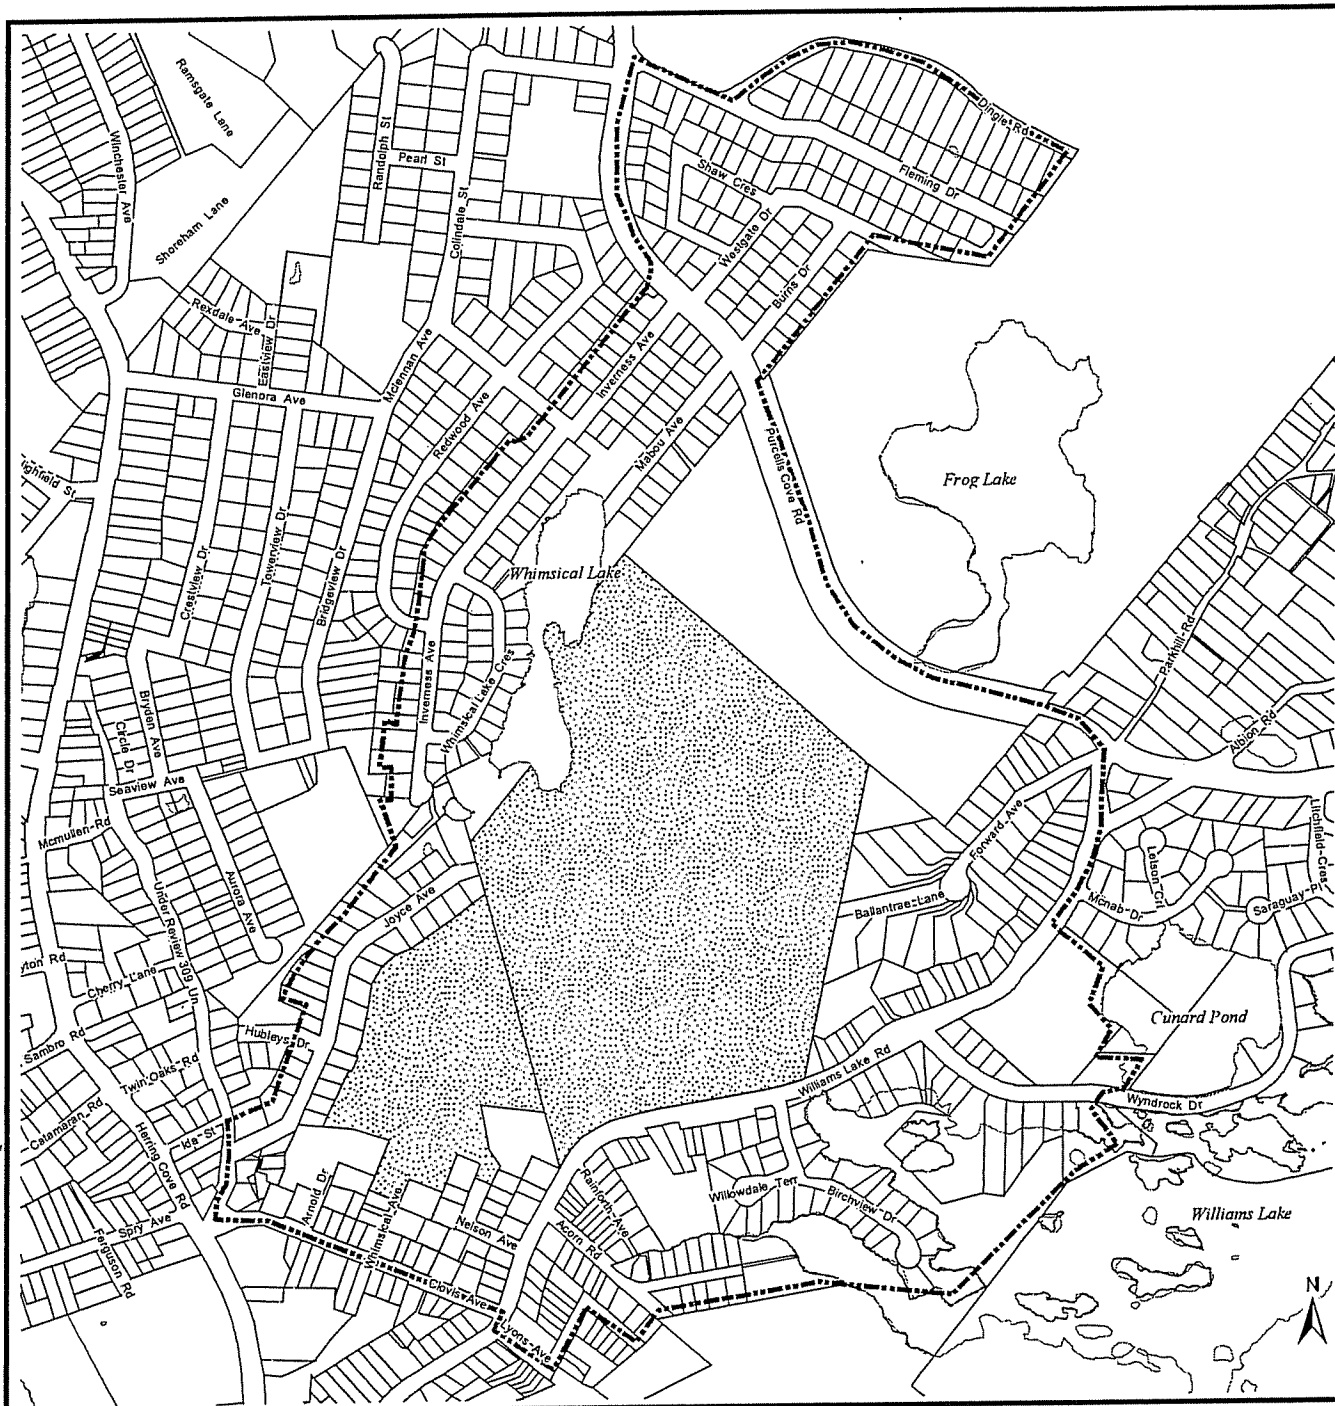 Ramsgate Lane
Winchester Ave
Randolph St
Pearl St
Colindale St
Shoreham Lane
Dingle Rd
Fleming Dr
Shaw Cres
Westgate Dr
Burns Dr
Rexdale Ave
Eastview Dr
Glenora Ave
Mclennan Ave
Redwood Ave
Inverness Ave
Mabou Ave
Purcells Cove Rd
Frog Lake
ighfield St
Crestview Dr
Towerview Dr
Bridgeview Dr
Whimsical Lake
Inverness Ave
Whimsical Lake Cres
Parkhill Rd
Albion Rd
Bryden Ave
Circle Dr
Seaview Ave
Mcmullen Rd
Aurora Ave
Under Review 309 Un
Joyce Ave
Forward Ave
Ballantrae Lane
Mcnab Dr
Leison Crt
Litchfield Cres
Saraguay Pl
yton Rd
Cherry Lane
Sambro Rd
Hubleys Dr
Twin Oaks Rd
Cunard Pond
Catamaran Rd
Ida St
Herring Cove Rd
Williams Lake Rd
Wyndrock Dr
Spry Ave
Ferguson Rd
Arnold Dr
Whimsical Ave
Nelson Ave
Rainforth Ave
Acorn Rd
Willowdale Terr
Birchview Dr
Williams Lake
Clovis Ave
Lyons Ave
N